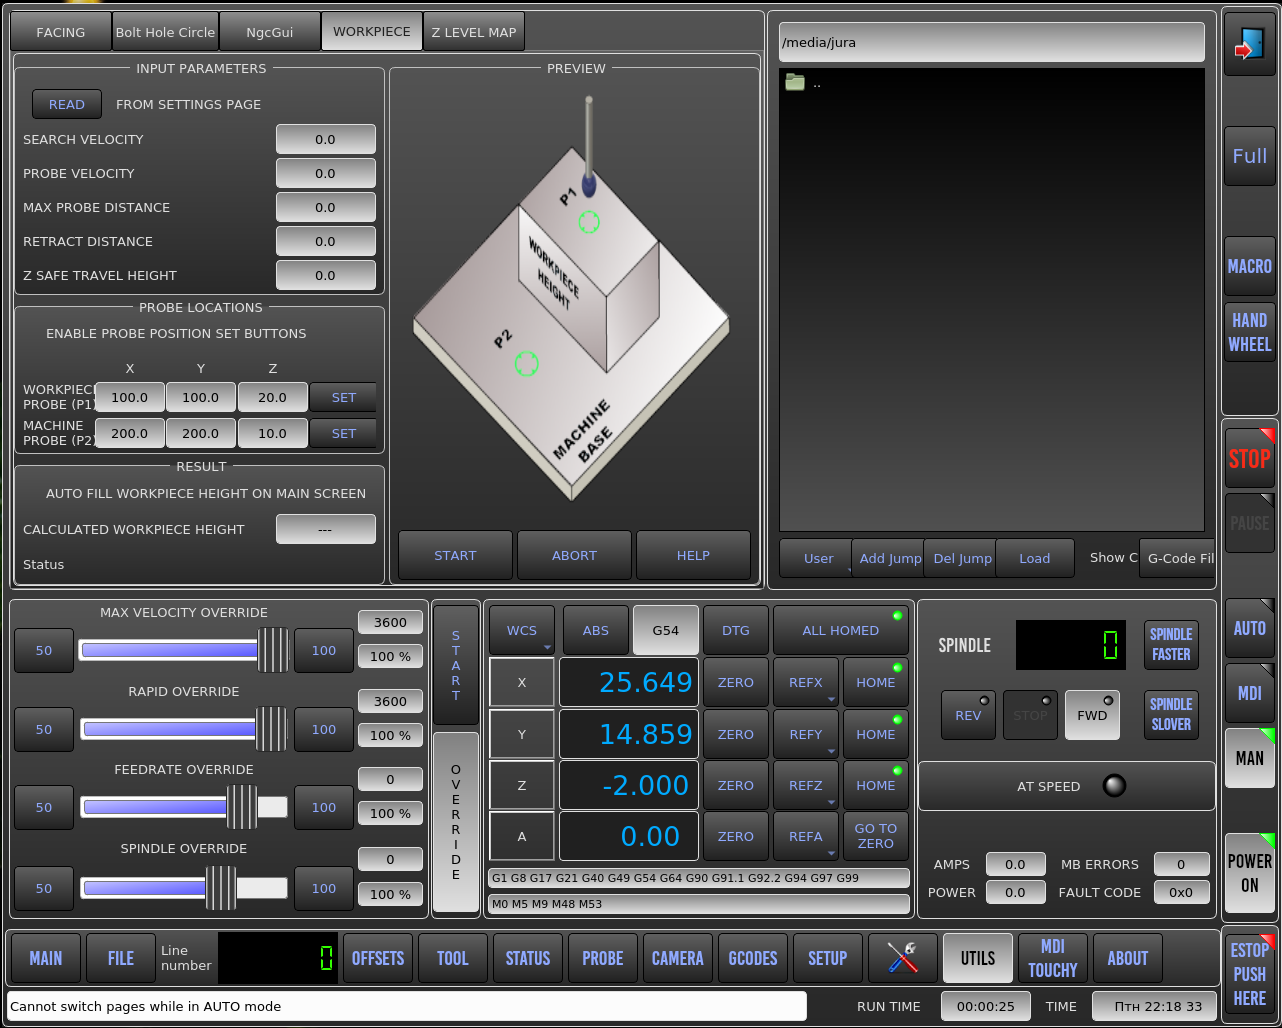 FACING Bolt Hole Circle NgcGui WORKPIECE Z LEVEL MAP
INPUT PARAMETERS
READ FROM SETTINGS PAGE
SEARCH VELOCITY 0.0
PROBE VELOCITY 0.0
MAX PROBE DISTANCE 0.0
RETRACT DISTANCE 0.0
Z SAFE TRAVEL HEIGHT 0.0
PROBE LOCATIONS
ENABLE PROBE POSITION SET BUTTONS
X Y Z
WORKPIEC
PROBE (P1) 100.0 100.0 20.0 SET
MACHINE
PROBE (P2) 200.0 200.0 10.0 SET
RESULT
AUTO FILL WORKPIECE HEIGHT ON MAIN SCREEN
CALCULATED WORKPIECE HEIGHT ---
Status
PREVIEW
P1
WORKPIECE
HEIGHT
P2
MACHINE
BASE
START ABORT HELP
/media/jura
..
User Add Jump Del Jump Load Show C G-Code Fil
Full
MACRO
HAND
WHEEL
STOP
PAUSE
AUTO
MDI
MAN
POWER
ON
ESTOP
PUSH
HERE
MAX VELOCITY OVERRIDE
50 100 3600
100 %
RAPID OVERRIDE
50 100 3600
100 %
FEEDRATE OVERRIDE
50 100 0
100 %
SPINDLE OVERRIDE
50 100 0
100 %
START
OVERRIDE
WCS ABS G54 DTG ALL HOMED
X 25.649 ZERO REFX HOME
Y 14.859 ZERO REFY HOME
Z -2.000 ZERO REFZ HOME
A 0.00 ZERO REFA GO TO
ZERO
G1 G8 G17 G21 G40 G49 G54 G64 G90 G91.1 G92.2 G94 G97 G99
M0 M5 M9 M48 M53
SPINDLE 0 SPINDLE
FASTER
REV STOP FWD SPINDLE
SLOVER
AT SPEED
AMPS 0.0 MB ERRORS 0
POWER 0.0 FAULT CODE 0x0
MAIN FILE Line
number 0 OFFSETS TOOL STATUS PROBE CAMERA GCODES SETUP UTILS MDI
TOUCHY ABOUT
Cannot switch pages while in AUTO mode RUN TIME 00:00:25 TIME Птн 22:18 33